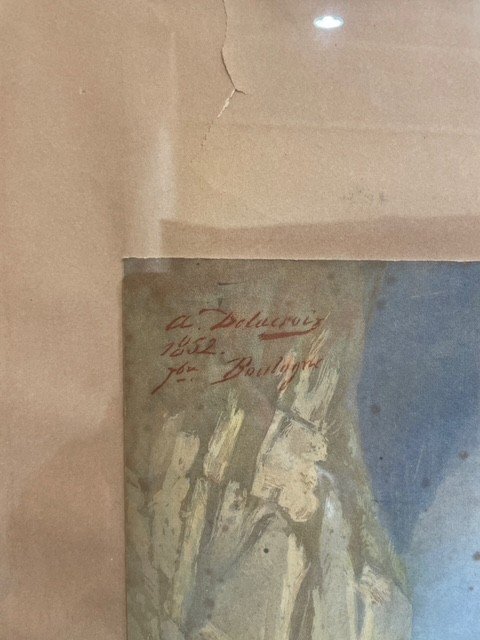 A. Delacroix
1852.
7bre Boulogne